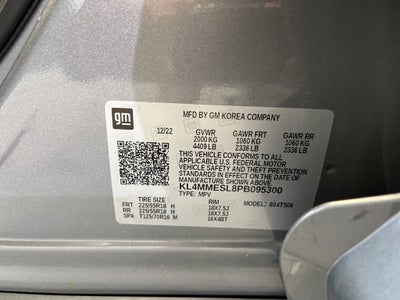 gm
MFD BY GM KOREA COMPANY
12/22 GVWR GAWR FRT GAWR RR
2000 KG 1060 KG 1060 KG
4409 LB 2336 LB 2336 LB
THIS VEHICLE CONFORMS TO ALL
APPLICABLE U.S. FEDERAL MOTOR
VEHICLE SAFETY, BUMPER, AND THEFT
PREVENTION STANDARDS IN EFFECT ON THE
DATE OF MANUFACTURE SHOWN ABOVE.
KL4MMESL8PB095300
TYPE: MPV MODEL: 804TS06
TIRE SIZE RIM
FRT 225/55R18 H 18X7.5J
RR 225/55R18 H 18X7.5J
SPA T125/70R16 M 16X4BT